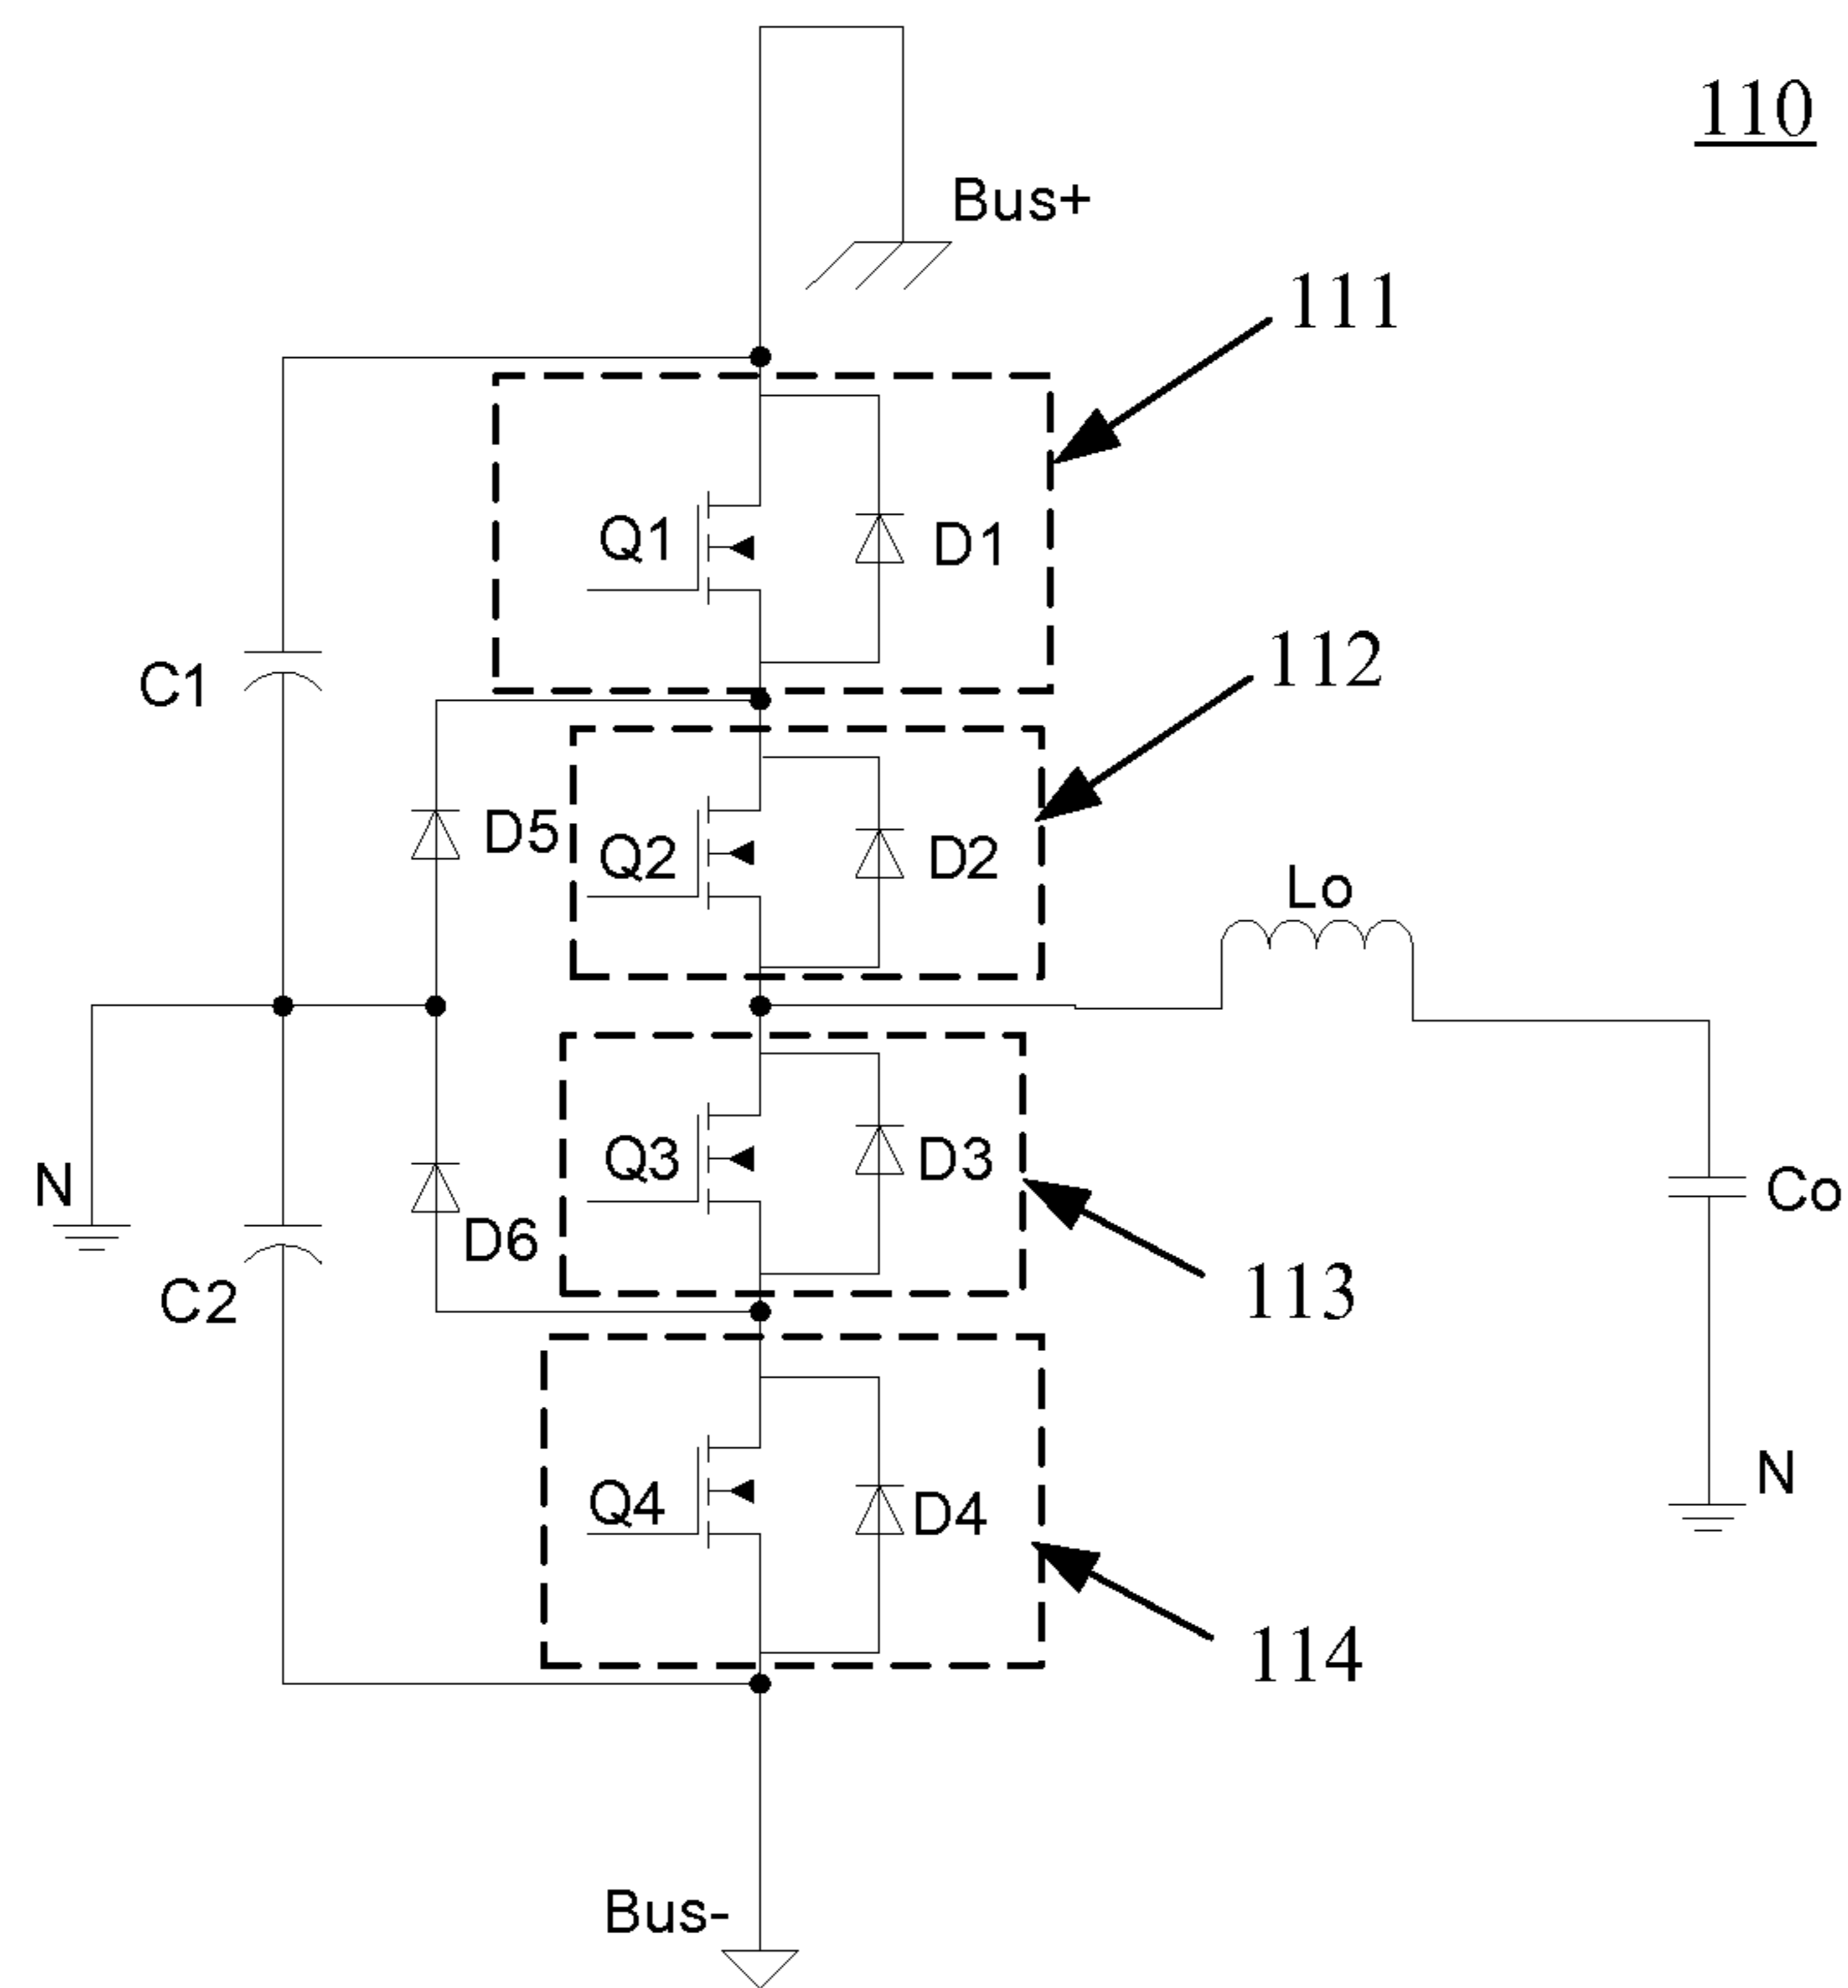 110
Bus+
111
Q1
D1
112
C1
D5
Q2
D2
Lo
N
Q3
D3
Co
D6
113
C2
Q4
D4
N
114
Bus-